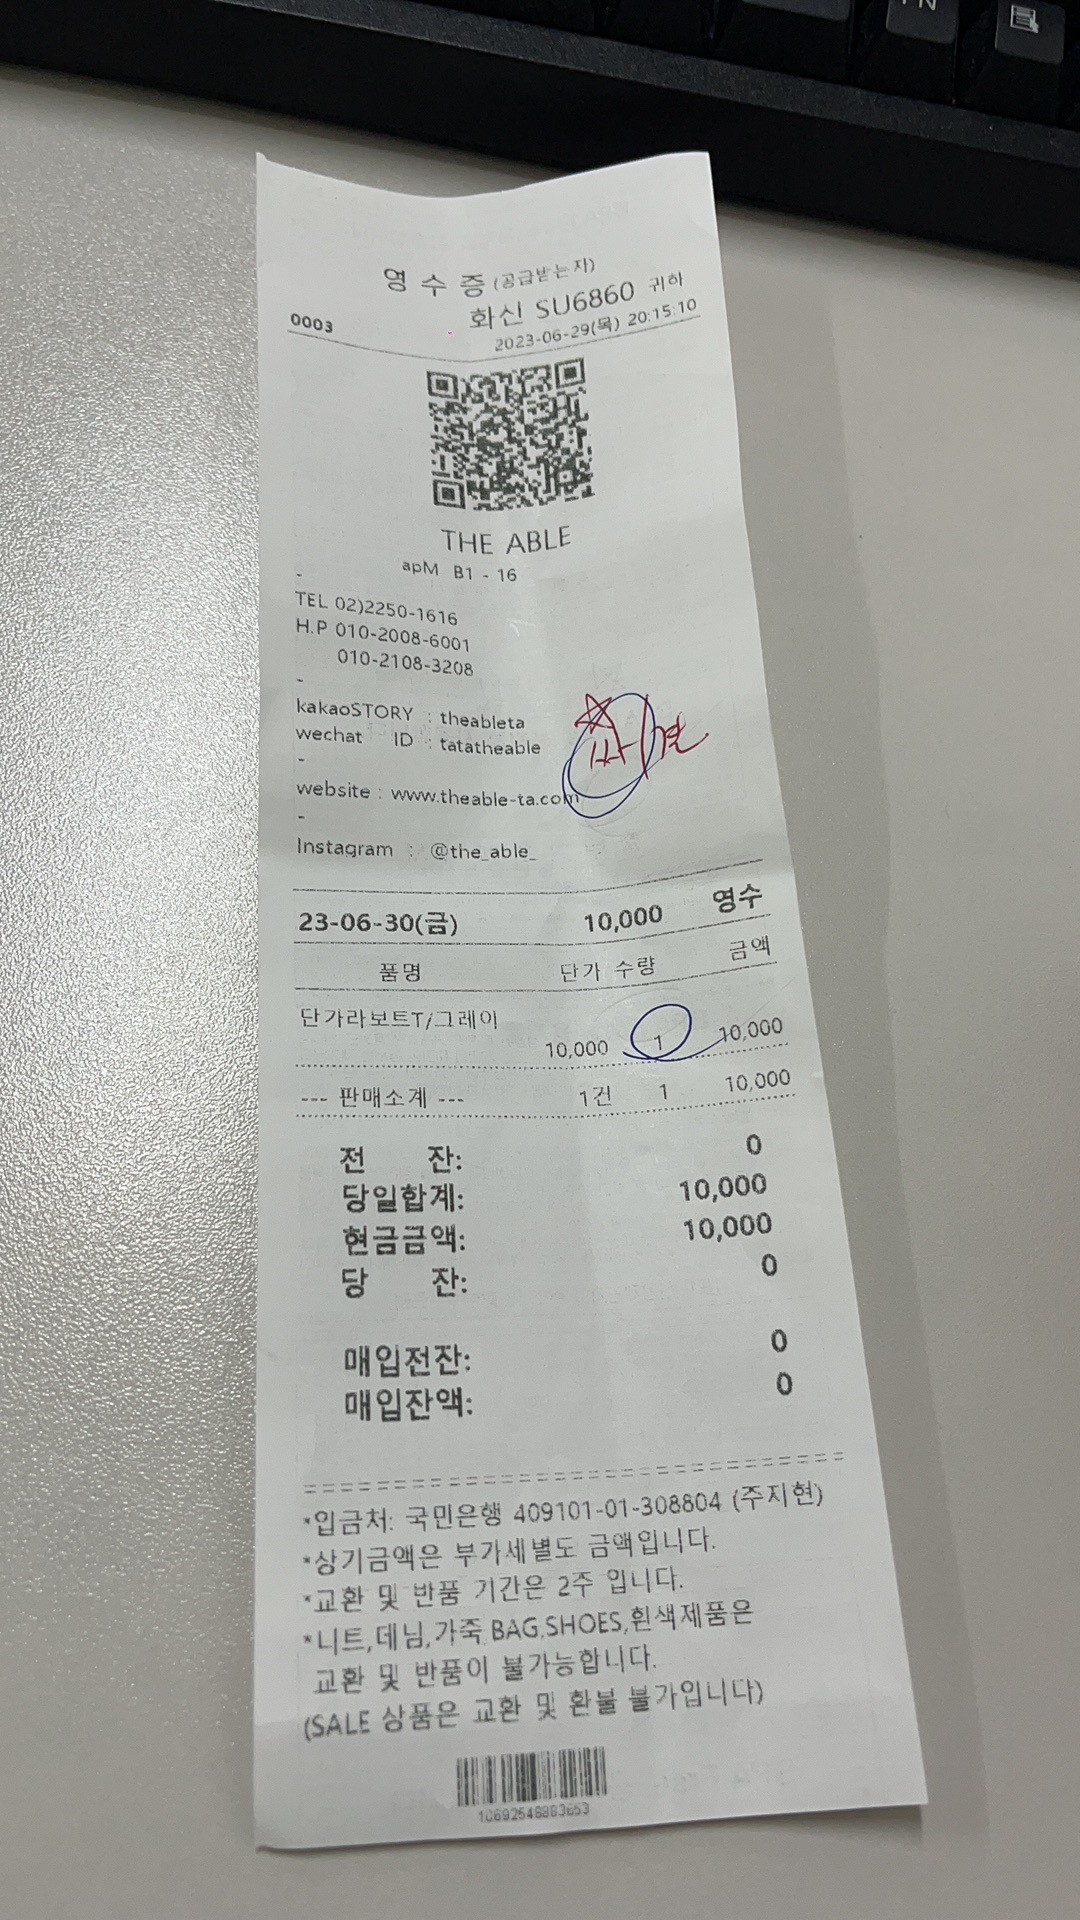 N
영 수 증 (공급받는자)
화신 SU6860 귀하
0003
2023-06-29(목) 20:15:10
THE ABLE
apM B1 - 16
-
TEL 02)2250-1616
H.P 010-2008-6001
010-2108-3208
-
kakaoSTORY : theableta
wechat ID : tatatheable
-
website : www.theable-ta.com
-
Instagram : @the_able_
23-06-30(금) 10,000 영수
품명 단가 수량 금액
단가라보트T/그레이
10,000 1 10,000
--- 판매소계 --- 1건 1 10,000
전 잔: 0
당일합계: 10,000
현금금액: 10,000
당 잔: 0
매입전잔: 0
매입잔액: 0
*입금처: 국민은행 409101-01-308804 (주지현)
*상기금액은 부가세별도 금액입니다.
*교환 및 반품 기간은 2주 입니다.
*니트,데님,가죽,BAG,SHOES,흰색제품은
교환 및 반품이 불가능합니다.
(SALE 상품은 교환 및 환불 불가입니다)